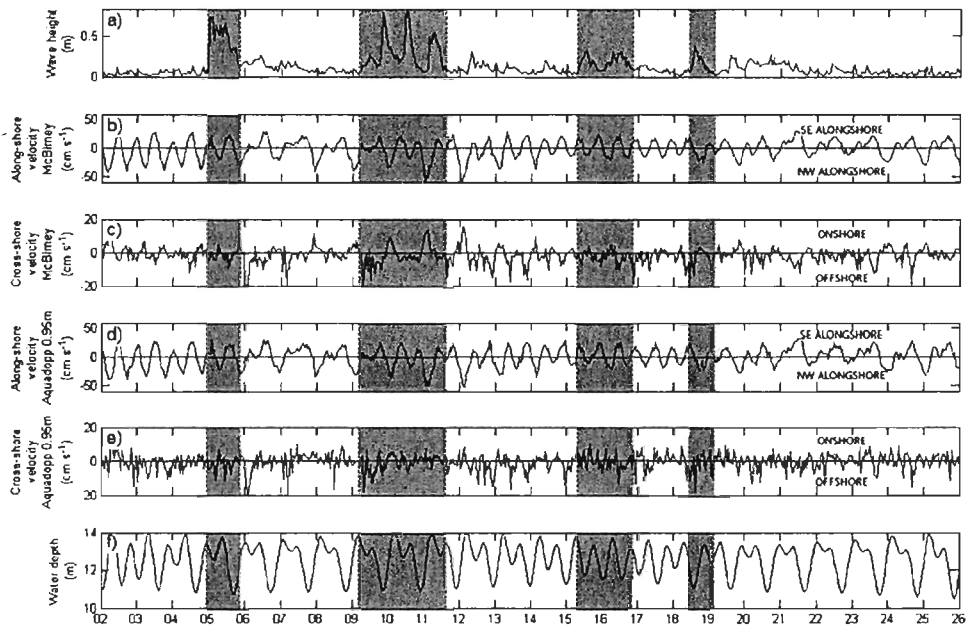 a)
Wave height
(m)
0.5
0
b)
Along-shore
velocity
McBirney
(cm s⁻¹)
50
0
-50
SE ALONGSHORE
NW ALONGSHORE
c)
Cross-shore
velocity
McBirney
(cm s⁻¹)
20
0
-20
ONSHORE
OFFSHORE
d)
Along-shore
velocity
Aquadopp 0.95m
(cm s⁻¹)
50
0
-50
SE ALONGSHORE
NW ALONGSHORE
e)
Cross-shore
velocity
Aquadopp 0.95m
(cm s⁻¹)
20
0
20
ONSHORE
OFFSHORE
f)
Water depth
(m)
14
12
10
02 03 04 05 06 07 08 09 10 11 12 13 14 15 16 17 18 19 20 21 22 23 24 25 26